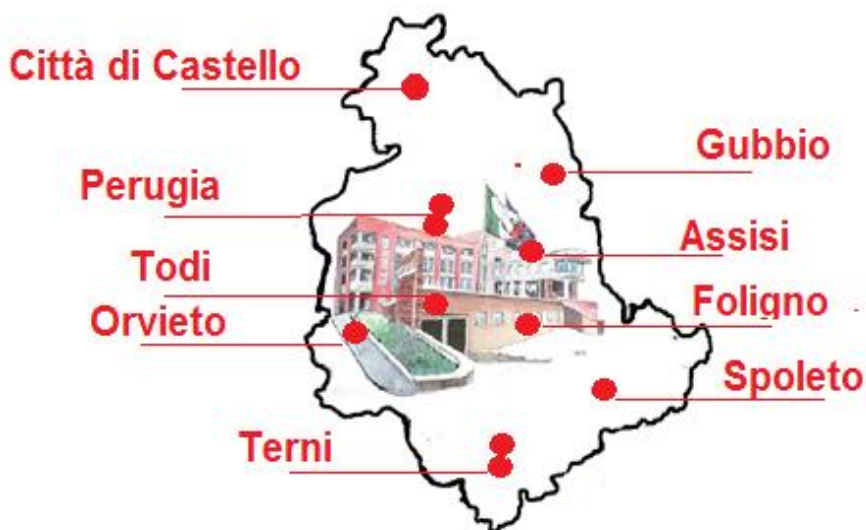 Città di Castello
Gubbio
Perugia
Assisi
Todi
Foligno
Orvieto
Spoleto
Terni